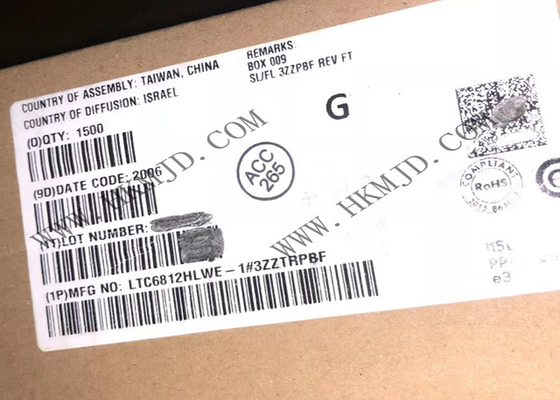 COUNTRY OF ASSEMBLY: TAIWAN, CHINA
COUNTRY OF DIFFUSION: ISRAEL
(Q)QTY: 1500
(9D)DATE CODE: 2006
LOT NUMBER:
(1P)MFG NO: LTC6812HLWE-1#3ZZTRPBF
REMARKS:
BOX 009
SL/FL 3ZZPBF REV FT
G
ACC
265
COMPLIANT
RoHS
MSL
PP.
e3
WWW.HKMJD.COM
WWW.HKMJD.COM